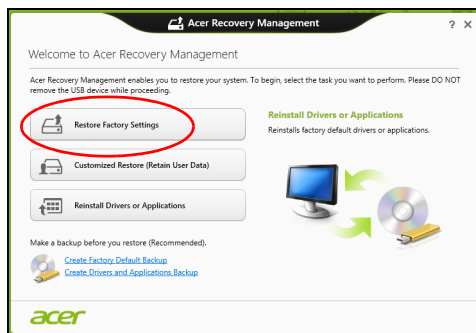 Acer Recovery Management
? X
Welcome to Acer Recovery Management
Acer Recovery Management enables you to restore your system. To begin, select the task you want to perform. Please DO NOT
remove the USB device while proceeding.
Restore Factory Settings
Customized Restore (Retain User Data)
Reinstall Drivers or Applications
Reinstall Drivers or Applications
Reinstalls factory default drivers or applications.
Make a backup before you restore (Recommended).
Create Factory Default Backup
Create Drivers and Applications Backup
acer